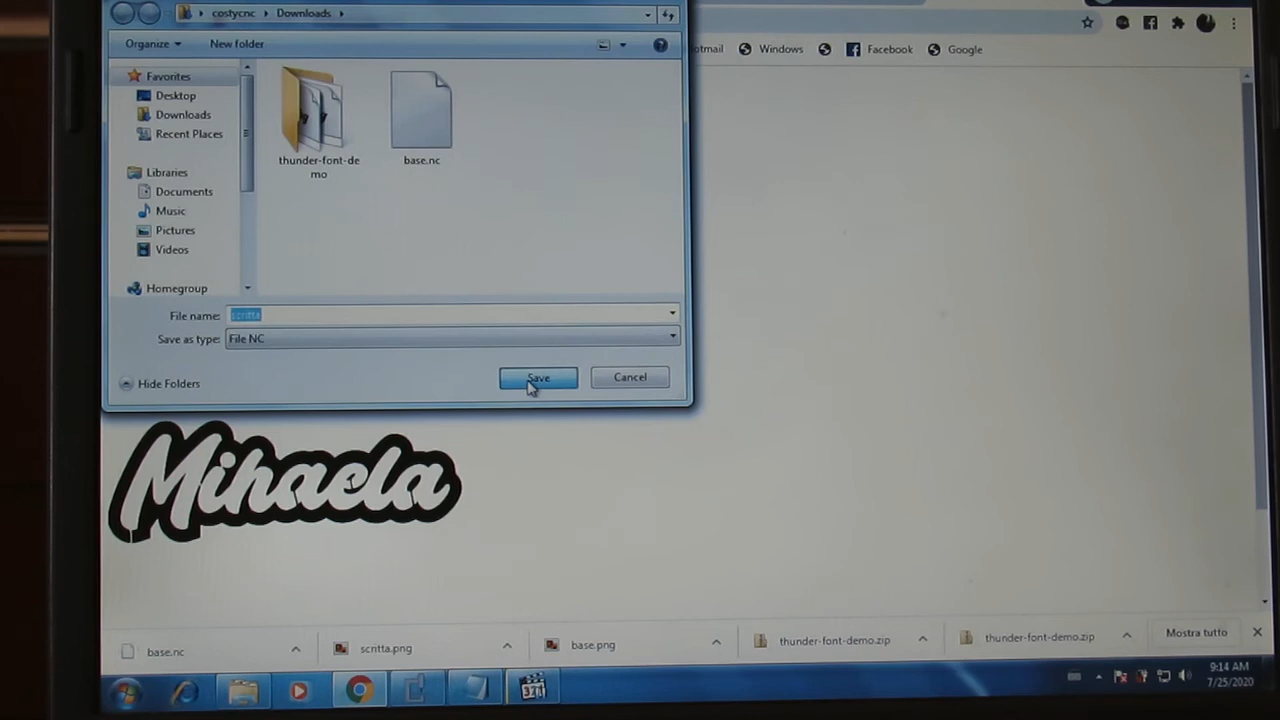 costycnc Downloads
Organize New folder
otmail Windows Facebook Google
Favorites
Desktop
Downloads
Recent Places
Libraries
Documents
Music
Pictures
Videos
Homegroup
thunder-font-de
mo
base.nc
File name: scritta
Save as type: File NC
Hide Folders
Save
Cancel
Mihaela
base.nc
scritta.png
base.png
thunder-font-demo.zip
thunder-font-demo.zip
Mostra tutto
321
9:14 AM
7/25/2020